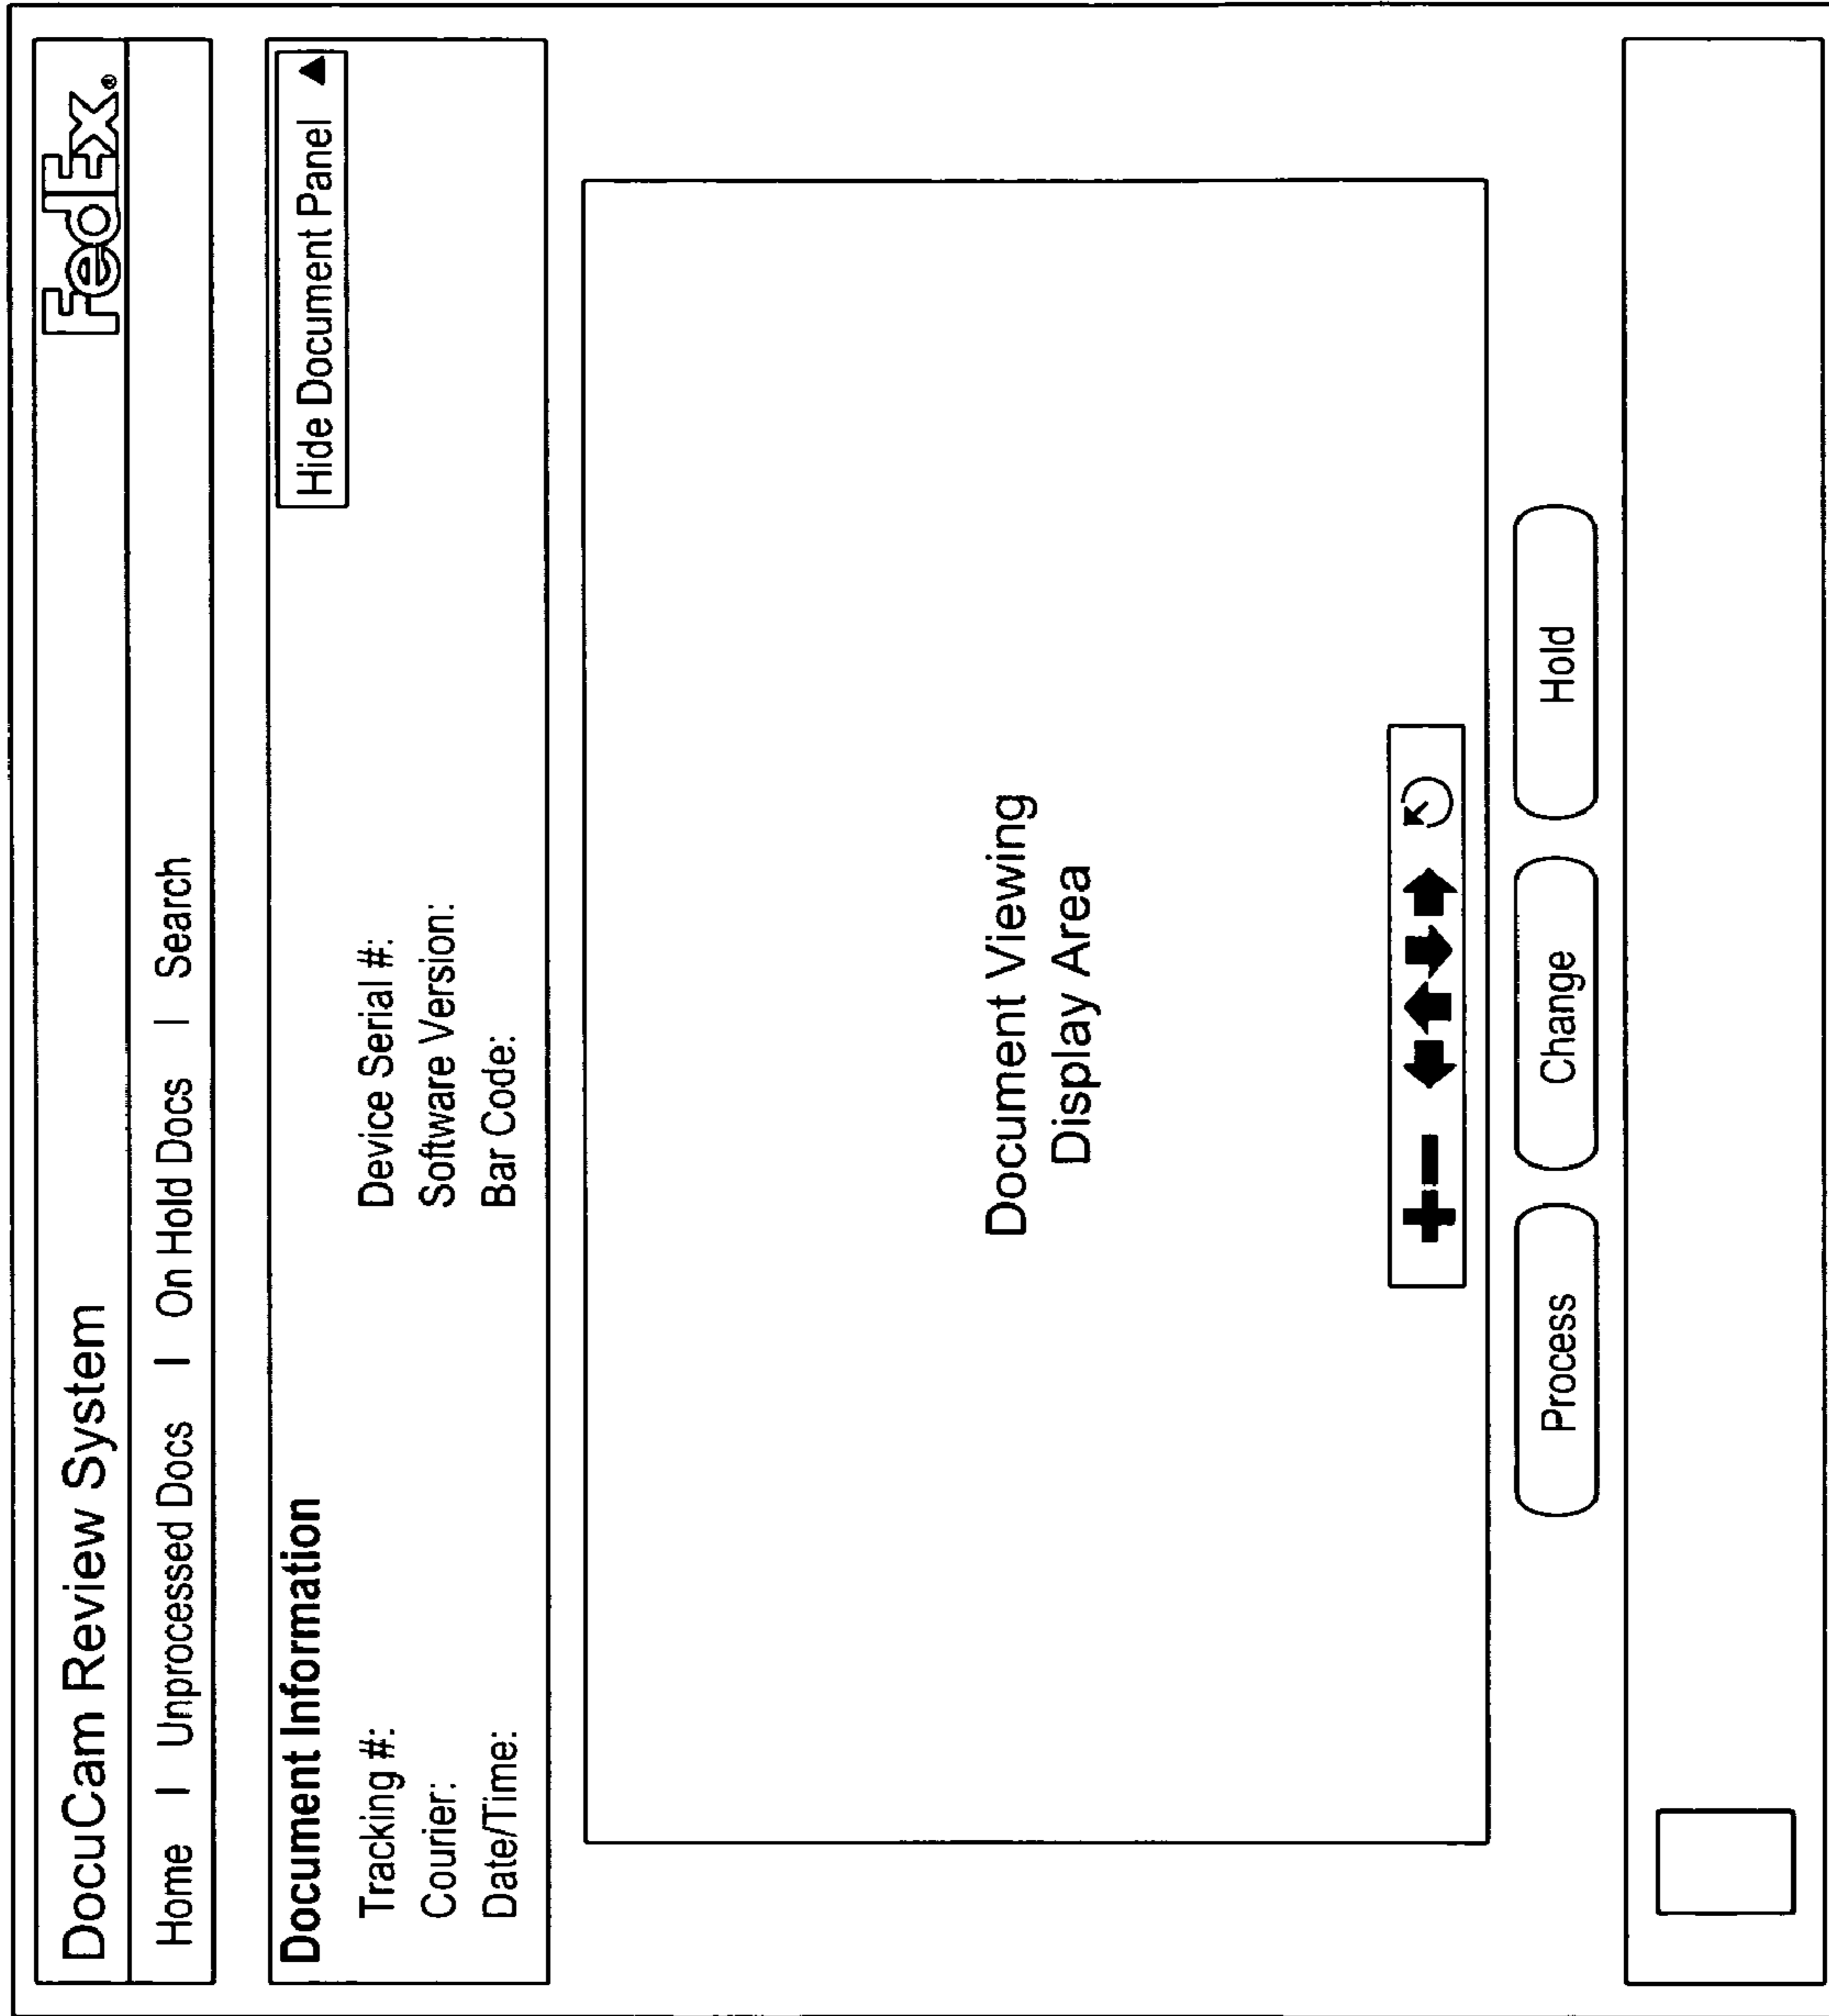 DocuCam Review System
FedEx®
Home | Unprocessed Docs | On Hold Docs | Search
Document Information
Hide Document Panel ▲
Tracking #:
Device Serial #:
Courier:
Software Version:
Date/Time:
Bar Code:
Document Viewing
Display Area
Process
Change
Hold